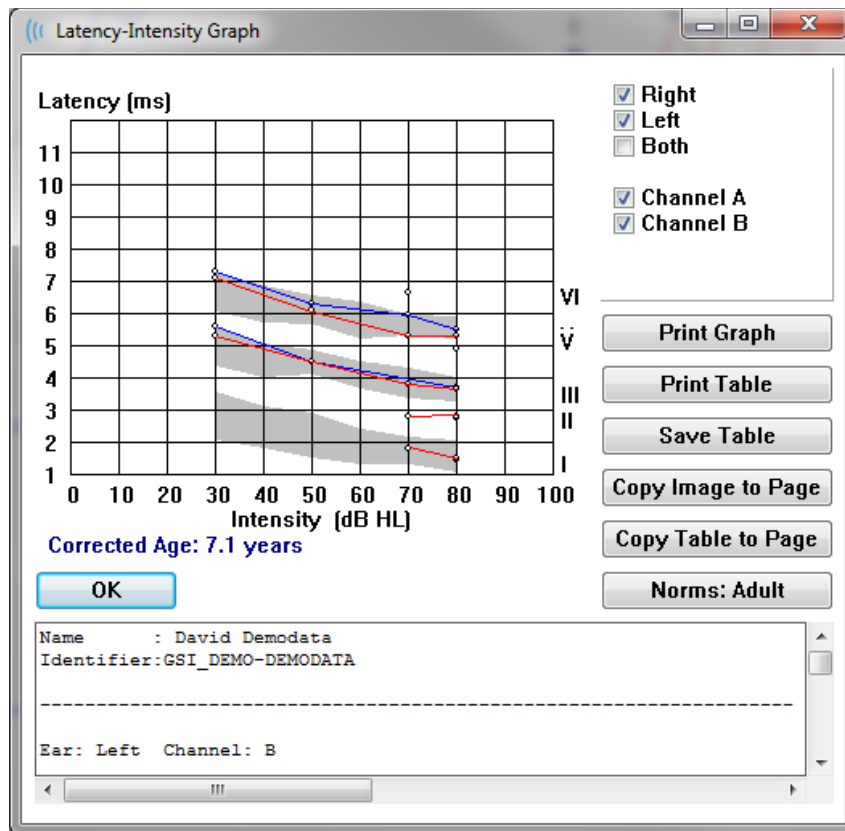 Latency-Intensity Graph
Latency (ms)
Right
Left
Both
Channel A
Channel B
11
10
9
8
7
6
5
4
3
2
1
VI
V
III
II
I
0 10 20 30 40 50 60 70 80 90 100
Intensity (dB HL)
Corrected Age: 7.1 years
OK
Print Graph
Print Table
Save Table
Copy Image to Page
Copy Table to Page
Norms: Adult
Name : David Demodata
Identifier:GSI_DEMO-DEMODATA
--------------------------------------------------------------------
Ear: Left Channel: B